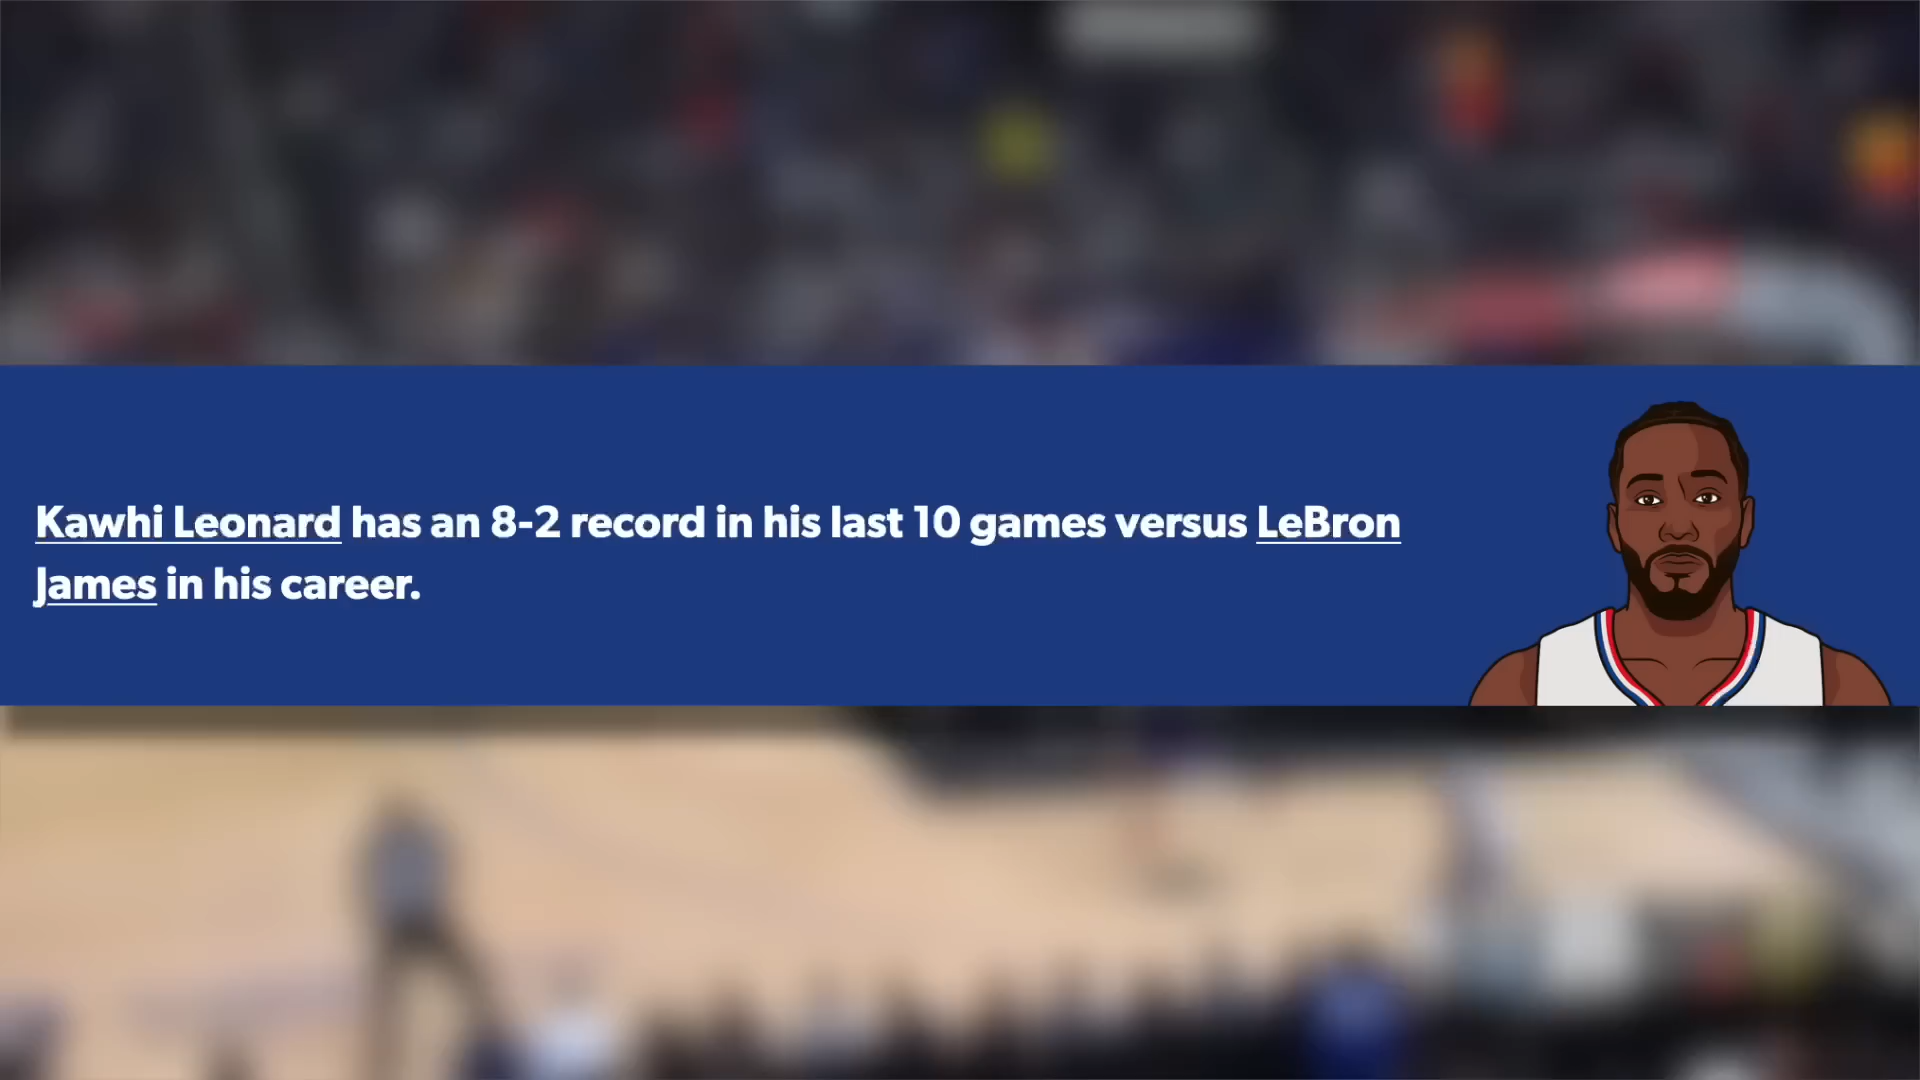 Kawhi Leonard has an 8-2 record in his last 10 games versus LeBron
James in his career.